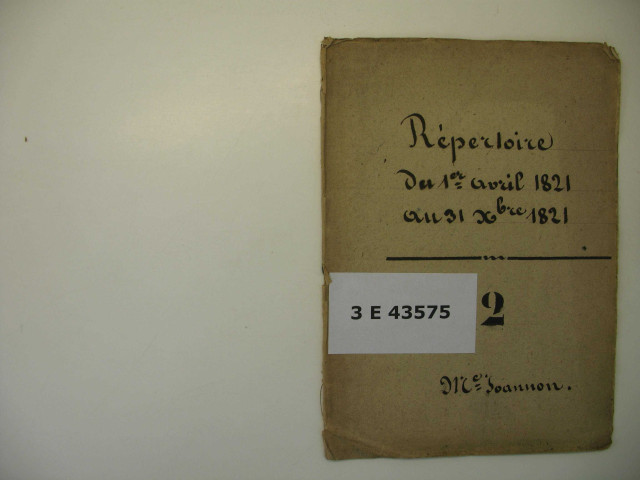 Répertoire
du 1er avril 1821
au 31 Xbre 1821
3 E 43575
2
Me Joannon.